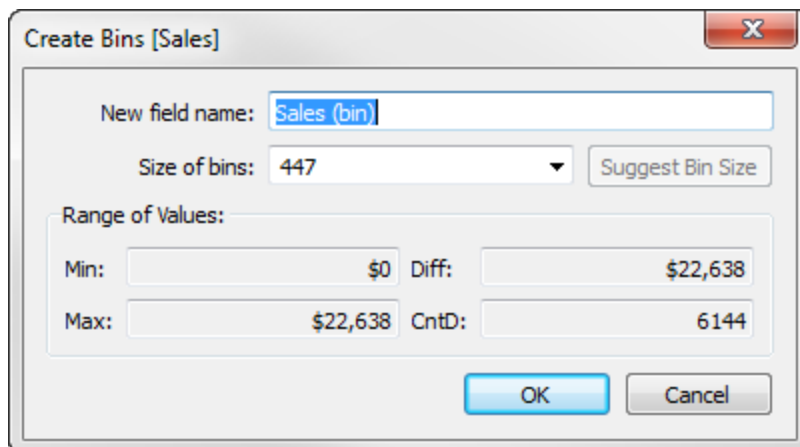 Create Bins [Sales]
New field name: Sales (bin)
Size of bins: 447 Suggest Bin Size
Range of Values:
Min: $0 Diff: $22,638
Max: $22,638 CntD: 6144
OK Cancel